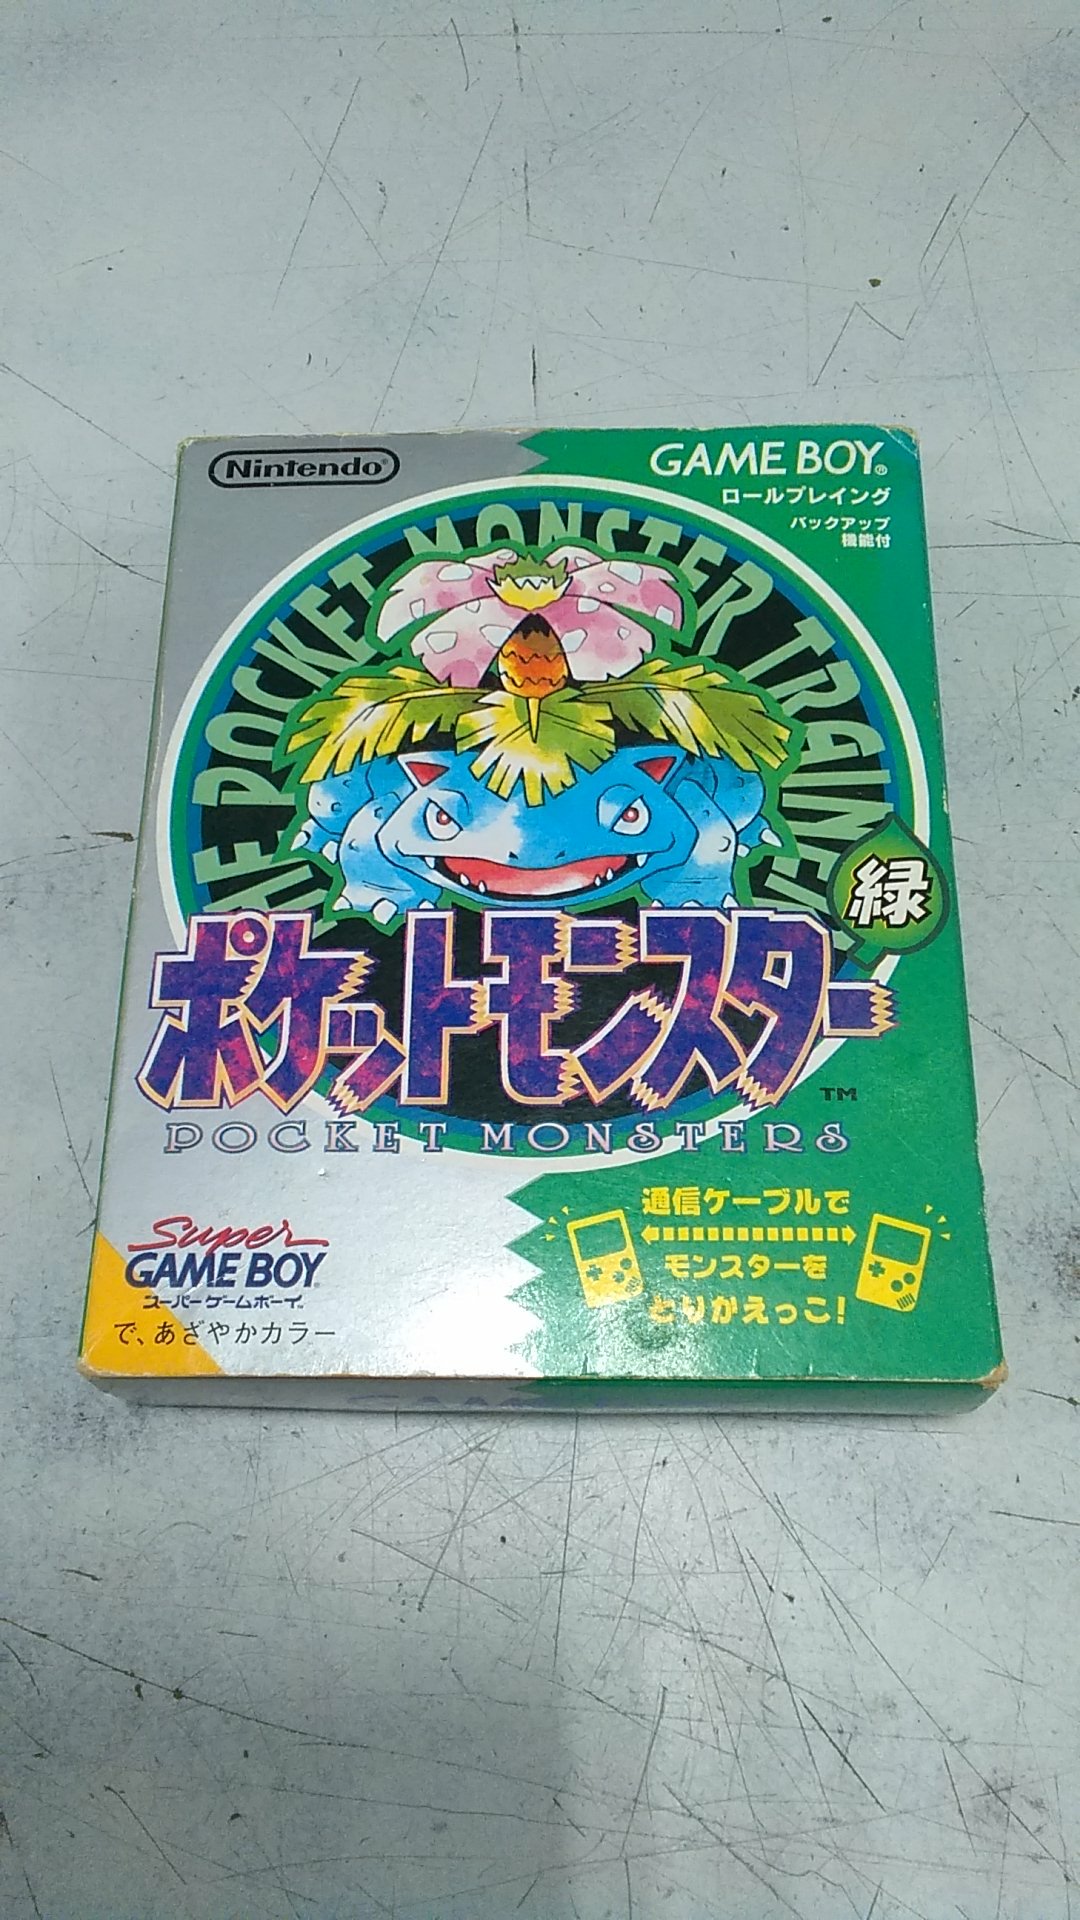 Nintendo®
GAME BOY®
ロールプレイング
バックアップ
機能付
THE POCKET MONSTER TRAINER
緑
ポケットモンスター
TM
POCKET MONSTERS
通信ケーブルで
モンスターを
とりかえっこ!
Super
GAME BOY
スーパーゲームボーイ
で、あざやかカラー